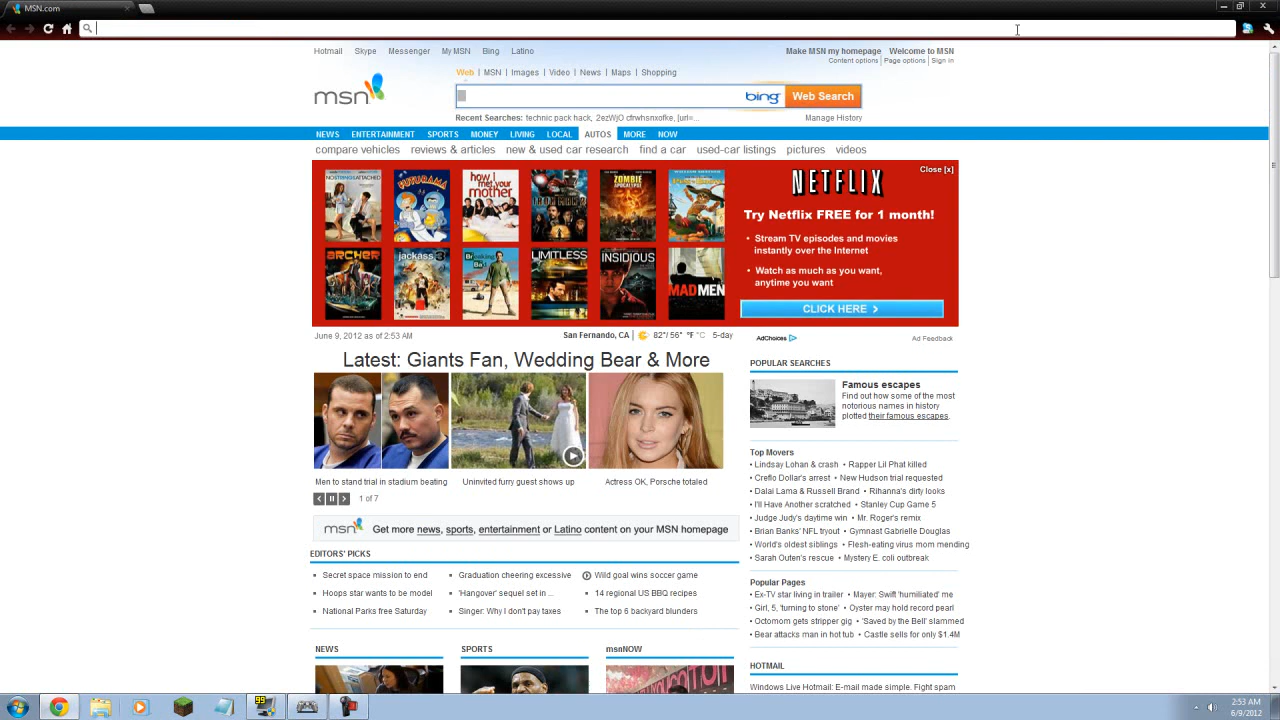 MSN.com
Hotmail Skype Messenger My MSN Bing Latino
Make MSN my homepage Welcome to MSN
Content options Page options Sign in
Web MSN Images Video News Maps Shopping
msn
bing Web Search
Recent Searches: technic pack hack, 2ezWjO cfrwhsnxofke, [url=...
Manage History
NEWS ENTERTAINMENT SPORTS MONEY LIVING LOCAL AUTOS MORE NOW
compare vehicles reviews & articles new & used car research find a car used-car listings pictures videos
Close [x]
NETFLIX
Try Netflix FREE for 1 month!
• Stream TV episodes and movies
instantly over the Internet
• Watch as much as you want,
anytime you want
CLICK HERE >
NO STRINGS ATTACHED
FUTURAMA
how i met your mother
IRON MAN 2
ZOMBIE APOCALYPSE
ARCHER
jackass 3
Breaking Bad
LIMITLESS
INSIDIOUS
MAD MEN
June 9, 2012 as of 2:53 AM
San Fernando, CA 82°/ 56° °F °C 5-day
AdChoices
Ad Feedback
Latest: Giants Fan, Wedding Bear & More
Men to stand trial in stadium beating
Uninvited furry guest shows up
Actress OK, Porsche totaled
1 of 7
msn Get more news, sports, entertainment or Latino content on your MSN homepage
EDITORS' PICKS
Secret space mission to end
Hoops star wants to be model
National Parks free Saturday
Graduation cheering excessive
'Hangover' sequel set in ...
Singer: Why I don't pay taxes
Wild goal wins soccer game
14 regional US BBQ recipes
The top 6 backyard blunders
NEWS
SPORTS
msnNOW
POPULAR SEARCHES
Famous escapes
Find out how some of the most
notorious names in history
plotted their famous escapes.
Top Movers
• Lindsay Lohan & crash • Rapper Lil Phat killed
• Creflo Dollar's arrest • New Hudson trial requested
• Dalai Lama & Russell Brand • Rihanna's dirty looks
• I'll Have Another scratched • Stanley Cup Game 5
• Judge Judy's daytime win • Mr. Roger's remix
• Brian Banks' NFL tryout • Gymnast Gabrielle Douglas
• World's oldest siblings • Flesh-eating virus mom mending
• Sarah Outen's rescue • Mystery E. coli outbreak
Popular Pages
• Ex-TV star living in trailer • Mayer: Swift 'humiliated' me
• Girl, 5, 'turning to stone' • Oyster may hold record pearl
• Octomom gets stripper gig • 'Saved by the Bell' slammed
• Bear attacks man in hot tub • Castle sells for only $1.4M
HOTMAIL
Windows Live Hotmail: E-mail made simple. Fight spam
99
2:53 AM
6/9/2012